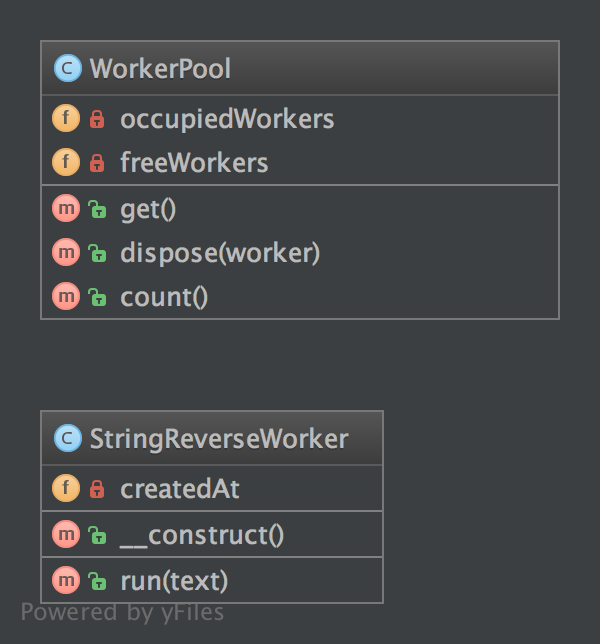 C WorkerPool
f occupiedWorkers
f freeWorkers
m get()
m dispose(worker)
m count()
C StringReverseWorker
f createdAt
m __construct()
m run(text)
Powered by yFiles